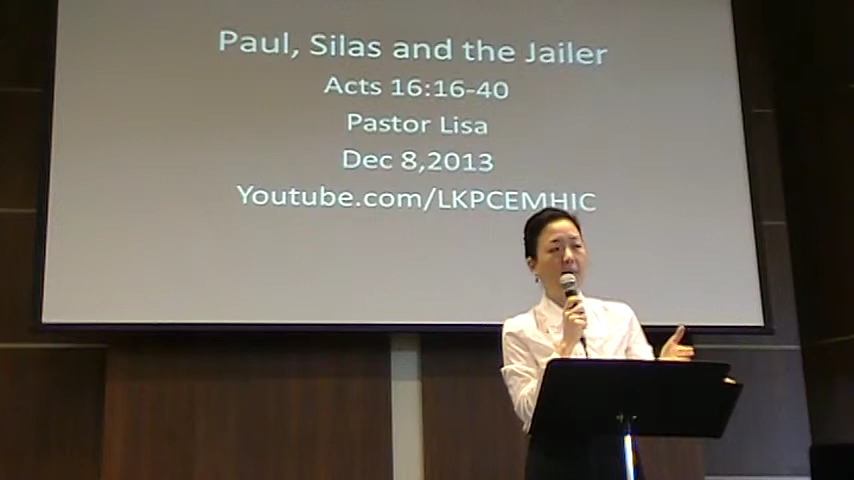 Paul, Silas and the Jailer
Acts 16:16-40
Pastor Lisa
Dec 8,2013
Youtube.com/LKPCEMHIC